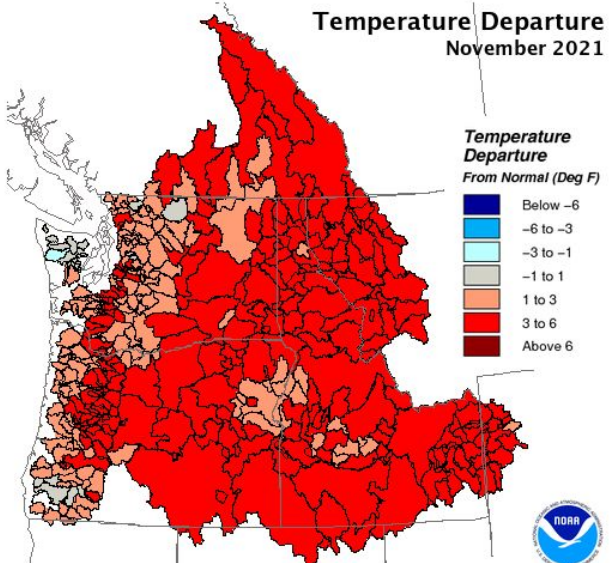 Temperature Departure
November 2021
Temperature
Departure
From Normal (Deg F)
Below −6
−6 to −3
−3 to −1
−1 to 1
1 to 3
3 to 6
Above 6
NOAA